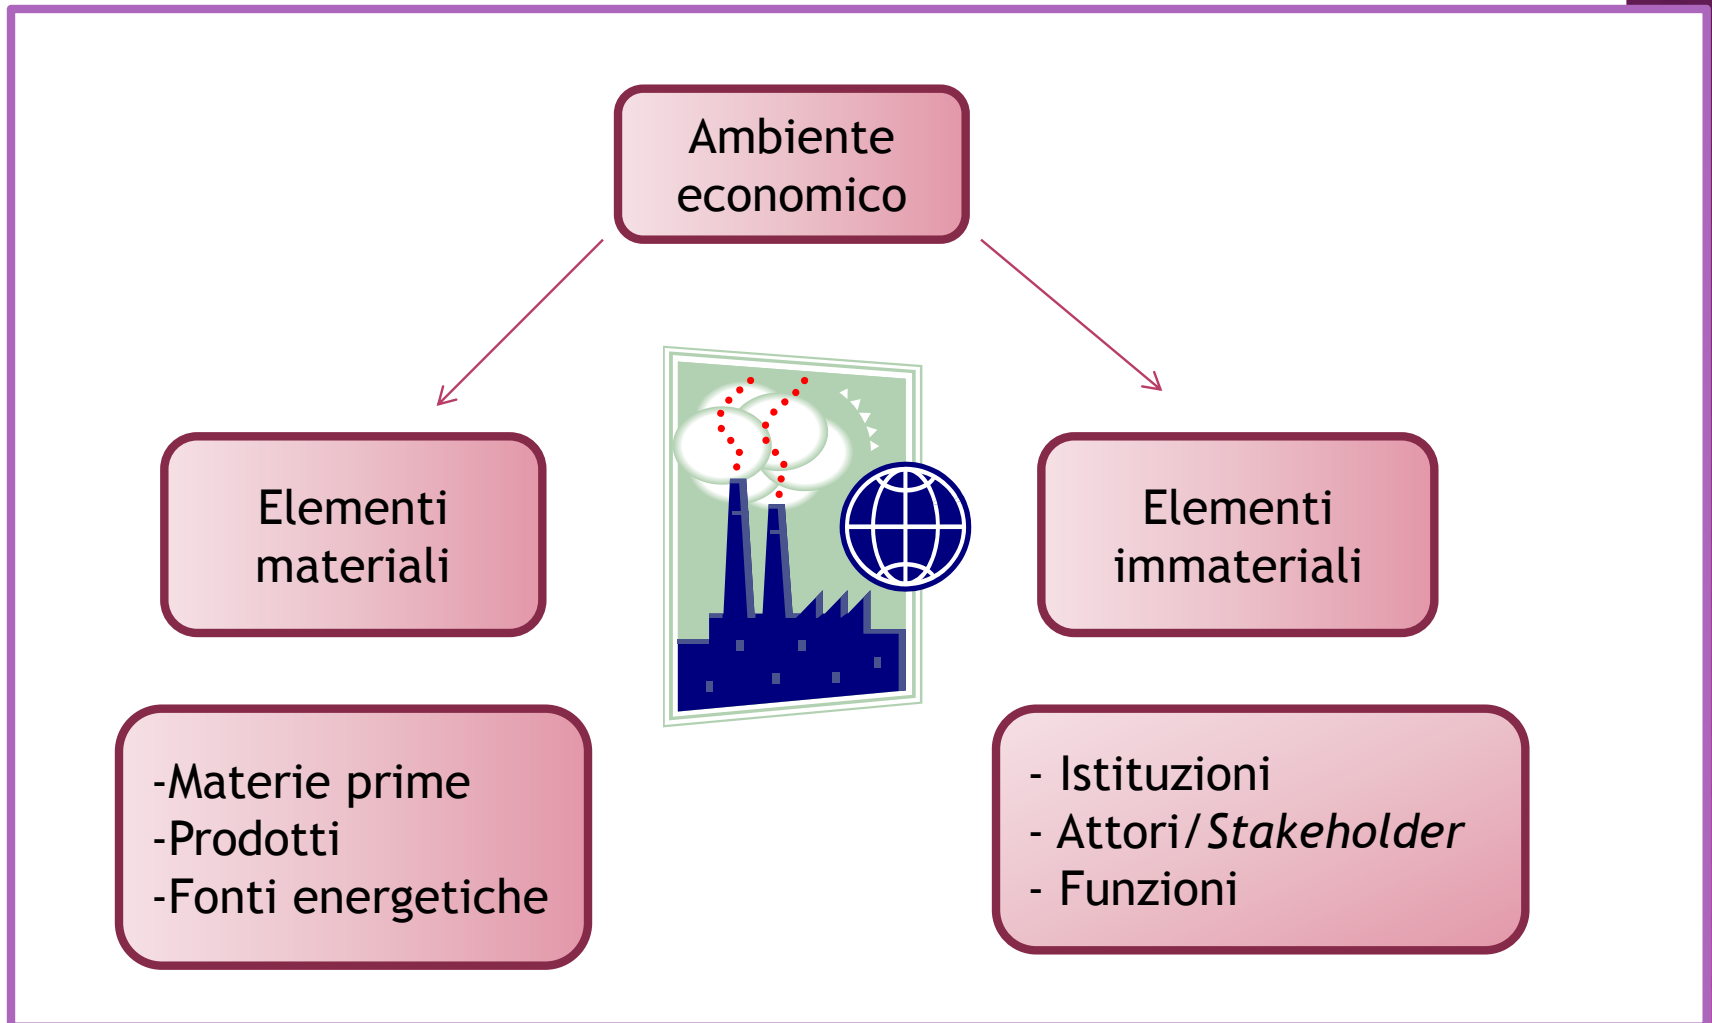 Ambiente
economico
Elementi
materiali
Elementi
immateriali
-Materie prime
-Prodotti
-Fonti energetiche
- Istituzioni
- Attori/Stakeholder
- Funzioni